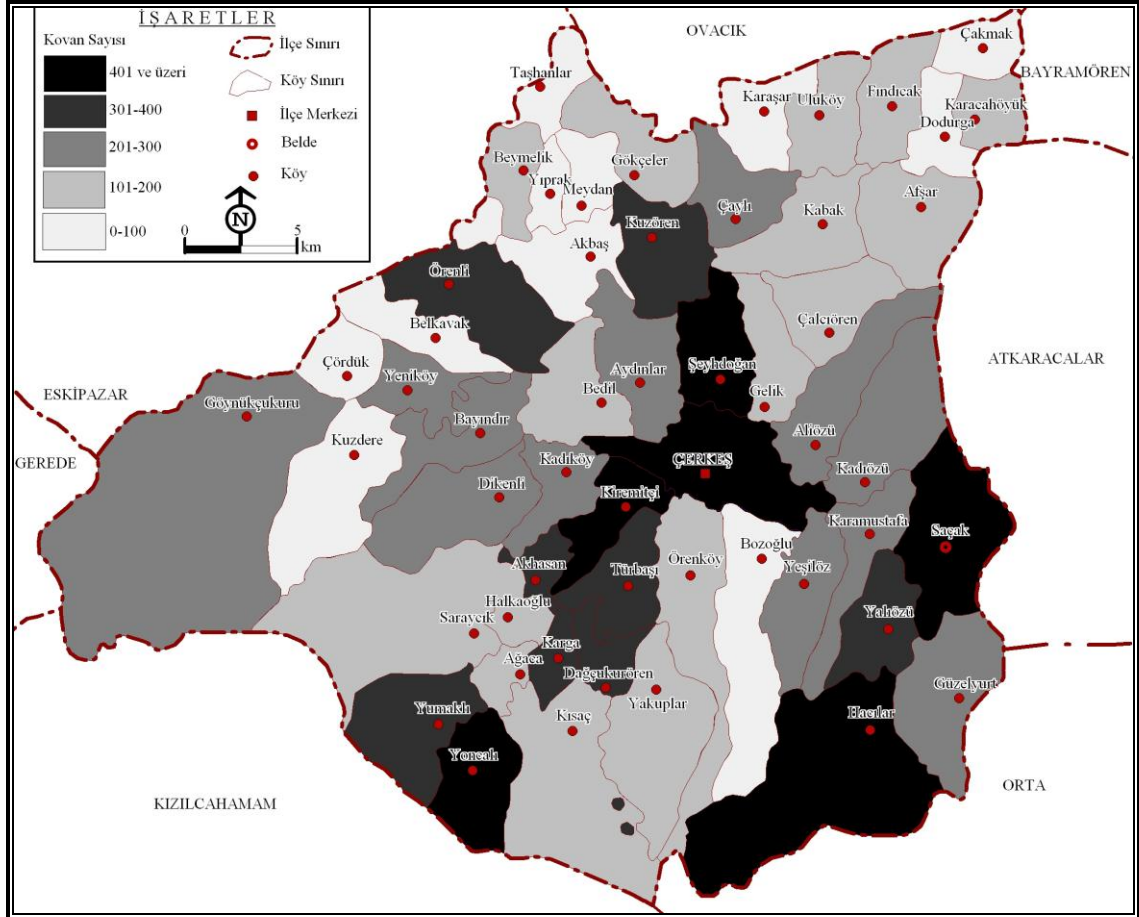 İŞARETLER
Kovan Sayısı
401 ve üzeri
301-400
201-300
101-200
0-100
İlçe Sınırı
Köy Sınırı
İlçe Merkezi
Belde
Köy
N
0 5
km
OVACIK
BAYRAMÖREN
ATKARACALAR
ORTA
KIZILCAHAMAM
GEREDE
ESKİPAZAR
Çakmak
Taşhanlar
Karaşar
Uluköy
Fındıcak
Karacahöyük
Dodurga
Beymelik
Yıprak
Meydan
Gökçeler
Çaylı
Kabak
Afşar
Kuzören
Akbaş
Örenli
Belkavak
Çalcıören
Çördük
Yeniköy
Aydınlar
Şeyhdoğan
Bedil
Gelik
Göynükçukuru
Bayındır
Kuzdere
Aliözü
Kadıköy
ÇERKEŞ
Kadıözü
Dikenli
Kiremitçi
Karamustafa
Saçak
Akhasan
Türbaşı
Örenköy
Bozoğlu
Yeşilöz
Halkaoğlu
Saraycık
Yalıözü
Karga
Ağaca
Dağçukurören
Yakuplar
Güzelyurt
Yumaklı
Kısaç
Hacılar
Yoncalı